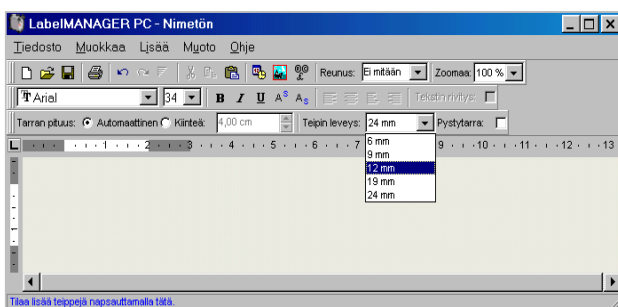 LabelMANAGER PC - Nimetön
Tiedosto Muokkaa Lisää Muoto Ohje
Reunus: Ei mitään Zoomaa: 100 %
Arial 34 B I U A S A S Tekstin rivitys:
Tarran pituus: Automaattinen Kiinteä: 4,00 cm Teipin leveys: 24 mm Pystytarra:
L 1 2 3 4 5 6 7 9 10 11 12 13
6 mm
9 mm
12 mm
19 mm
24 mm
Tilaa lisää teippejä napsauttamalla tätä.